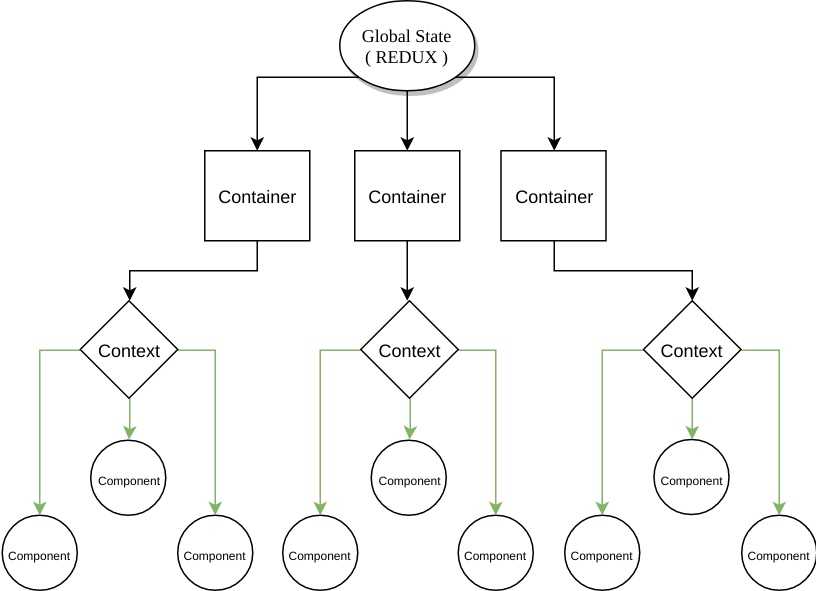 Global State
( REDUX )
Container
Container
Container
Context
Context
Context
Component
Component
Component
Component
Component
Component
Component
Component
Component